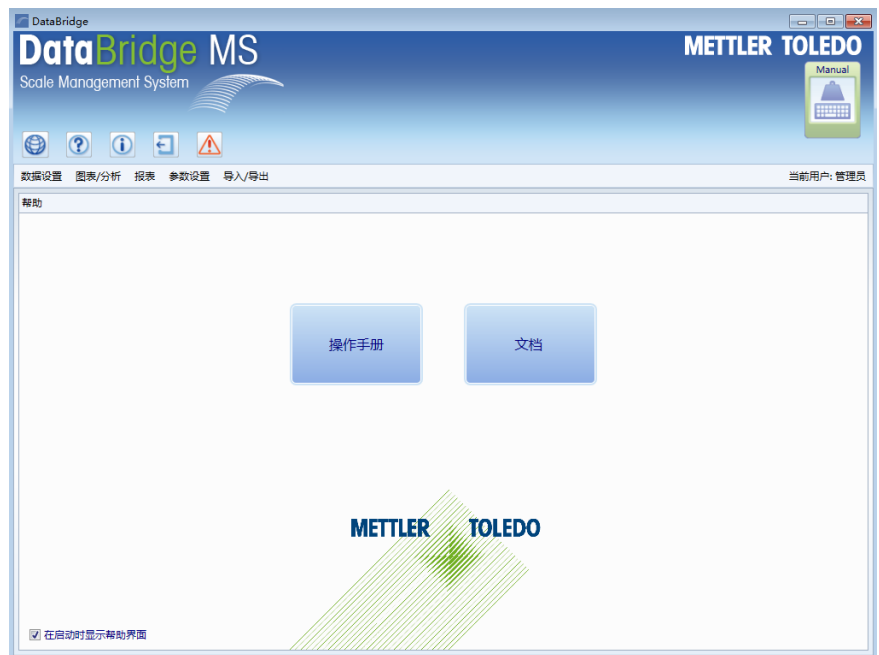 DataBridge
DataBridge MS
METTLER TOLEDO
Scale Management System
Manual
数据设置 图表/分析 报表 参数设置 导入/导出 当前用户: 管理员
帮助
操作手册 文档
METTLER TOLEDO
在启动时显示帮助界面